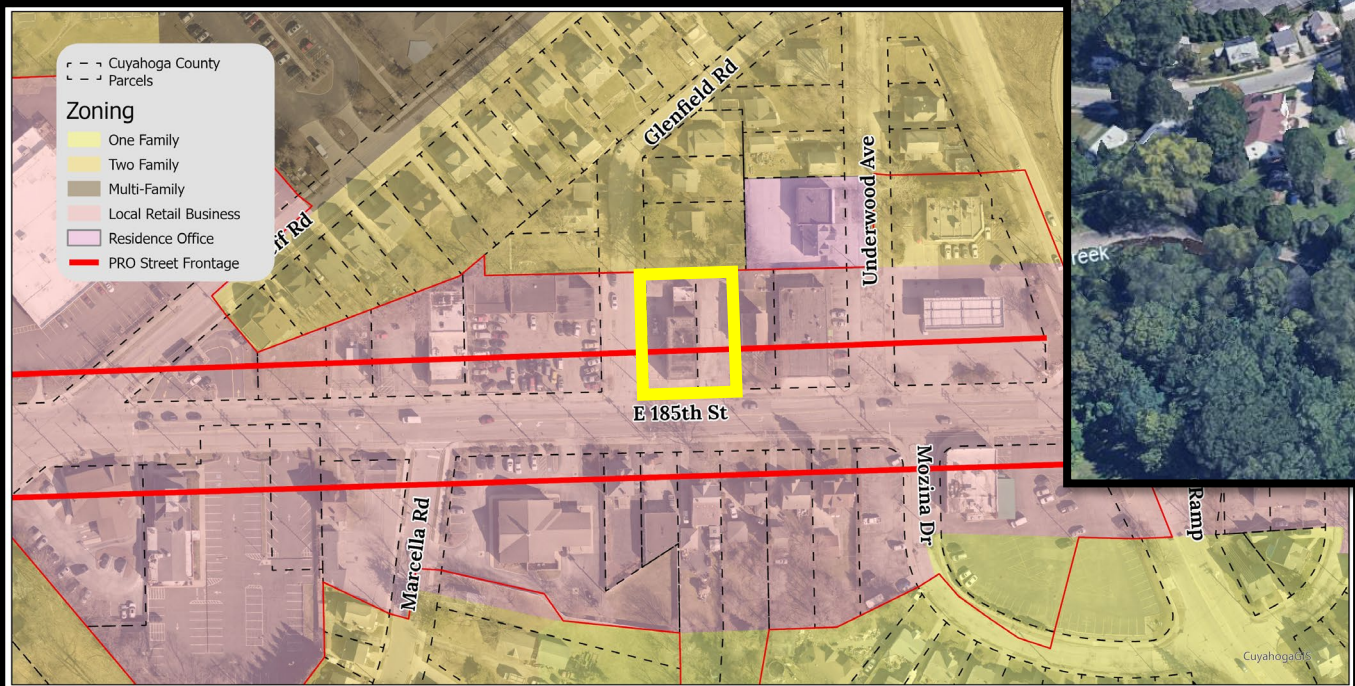 Cuyahoga County
Parcels
Zoning
One Family
Two Family
Multi-Family
Local Retail Business
Residence Office
PRO Street Frontage
ff Rd
Glenfield Rd
Underwood Ave
E 185th St
Marcella Rd
Mozina Dr
Ramp
reek
CuyahogaGIS